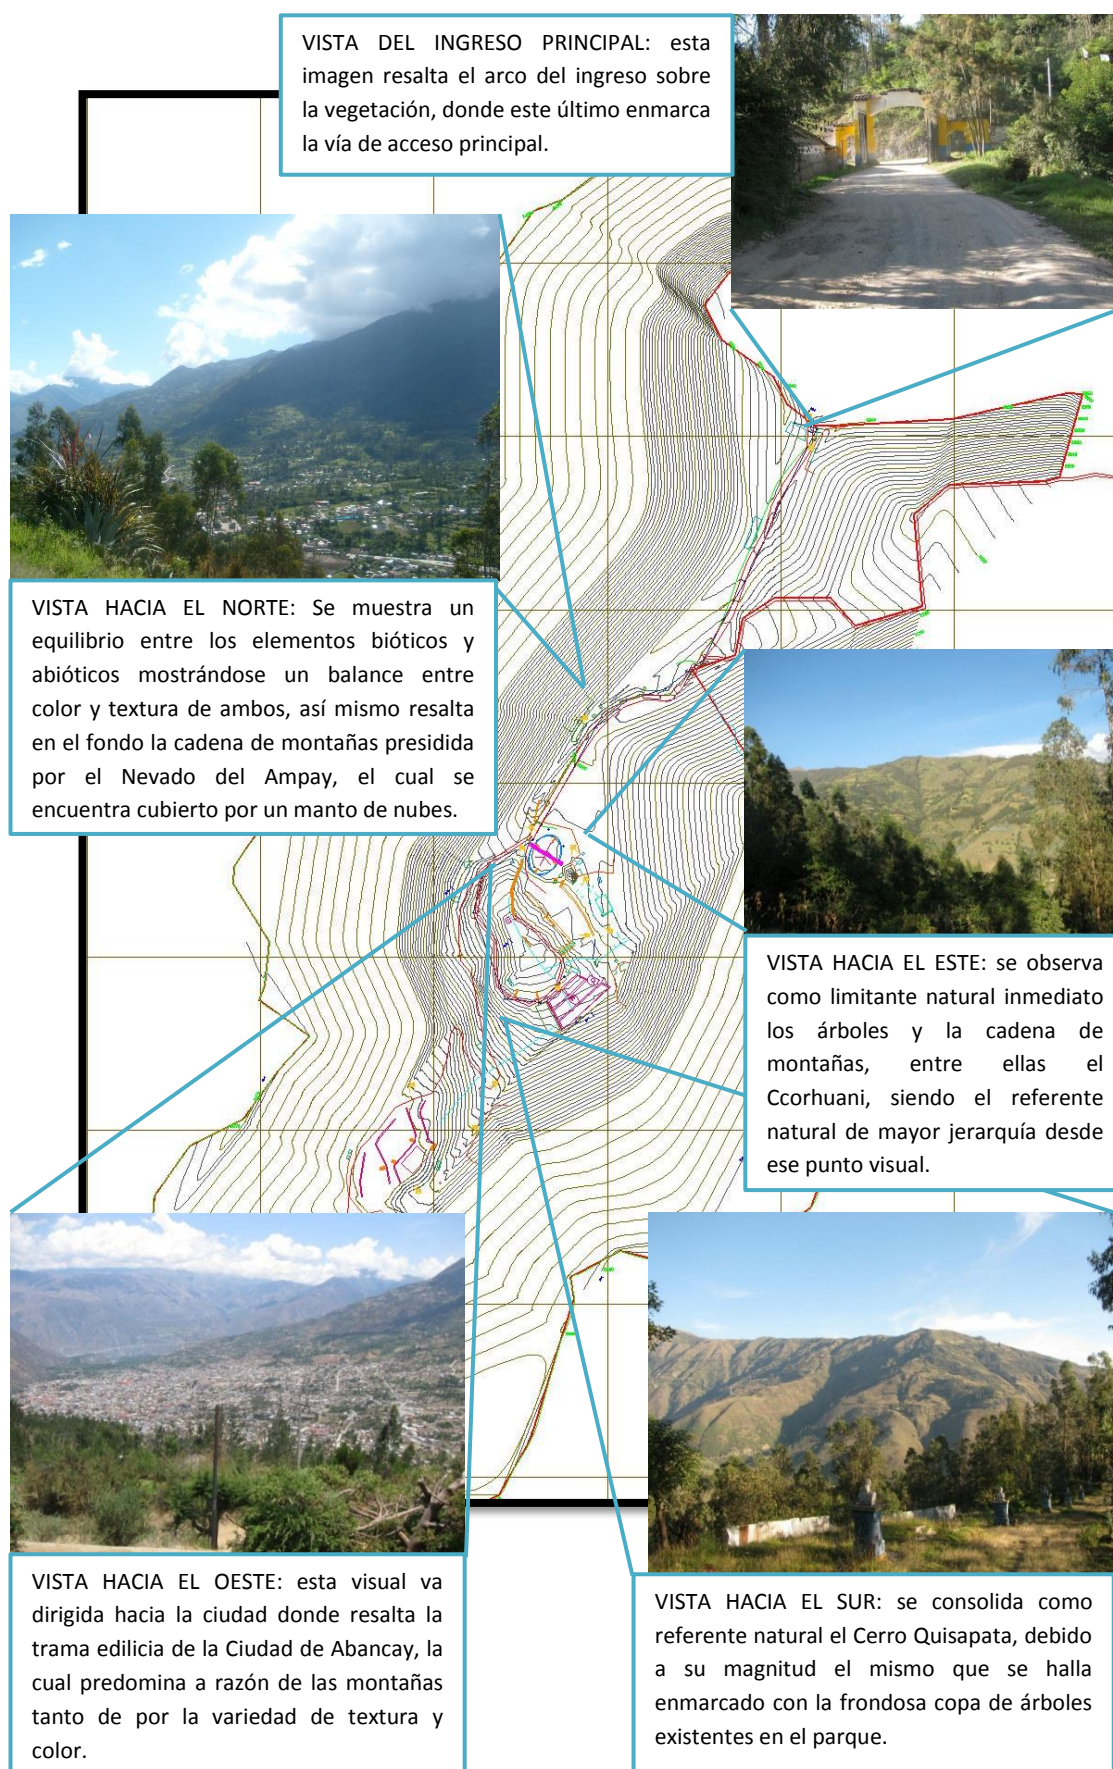 VISTA DEL INGRESO PRINCIPAL: esta
imagen resalta el arco del ingreso sobre
la vegetación, donde este último enmarca
la vía de acceso principal.
VISTA HACIA EL NORTE: Se muestra un
equilibrio entre los elementos bióticos y
abióticos mostrándose un balance entre
color y textura de ambos, así mismo resalta
en el fondo la cadena de montañas presidida
por el Nevado del Ampay, el cual se
encuentra cubierto por un manto de nubes.
VISTA HACIA EL ESTE: se observa
como limitante natural inmediato
los árboles y la cadena de
montañas, entre ellas el
Ccorhuani, siendo el referente
natural de mayor jerarquía desde
ese punto visual.
VISTA HACIA EL OESTE: esta visual va
dirigida hacia la ciudad donde resalta la
trama edilicia de la Ciudad de Abancay, la
cual predomina a razón de las montañas
tanto de por la variedad de textura y
color.
VISTA HACIA EL SUR: se consolida como
referente natural el Cerro Quisapata, debido
a su magnitud el mismo que se halla
enmarcado con la frondosa copa de árboles
existentes en el parque.